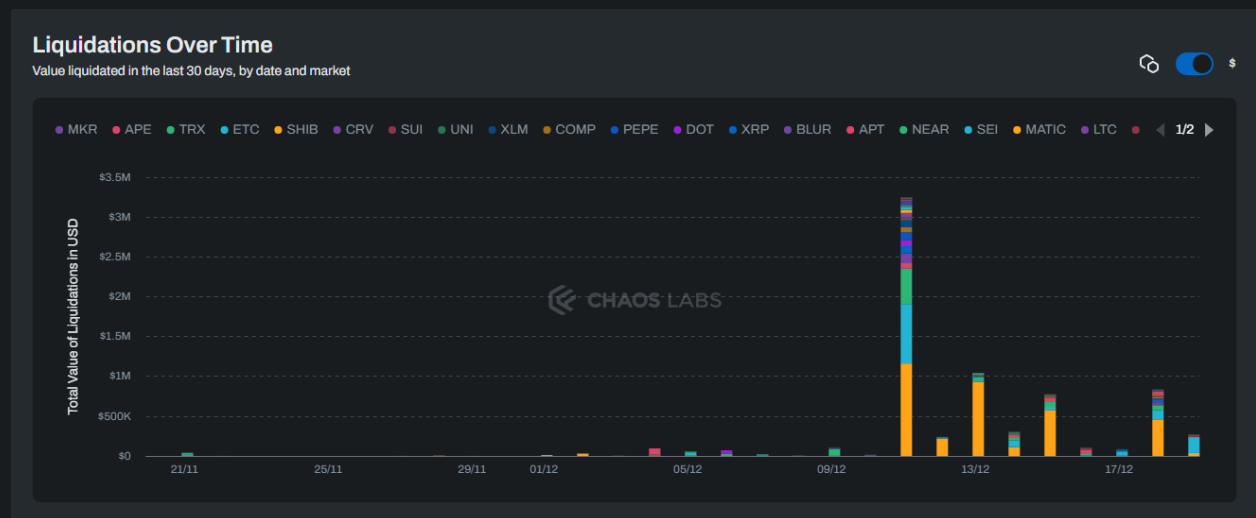 Liquidations Over Time
Value liquidated in the last 30 days, by date and market
$
MKR APE TRX ETC SHIB CRV SUI UNI XLM COMP PEPE DOT XRP BLUR APT NEAR SEI MATIC LTC 1/2
Total Value of Liquidations in USD
$3.5M
$3M
$2.5M
$2M
$1.5M
$1M
$500K
$0
CHAOS LABS
21/11 25/11 29/11 01/12 05/12 09/12 13/12 17/12